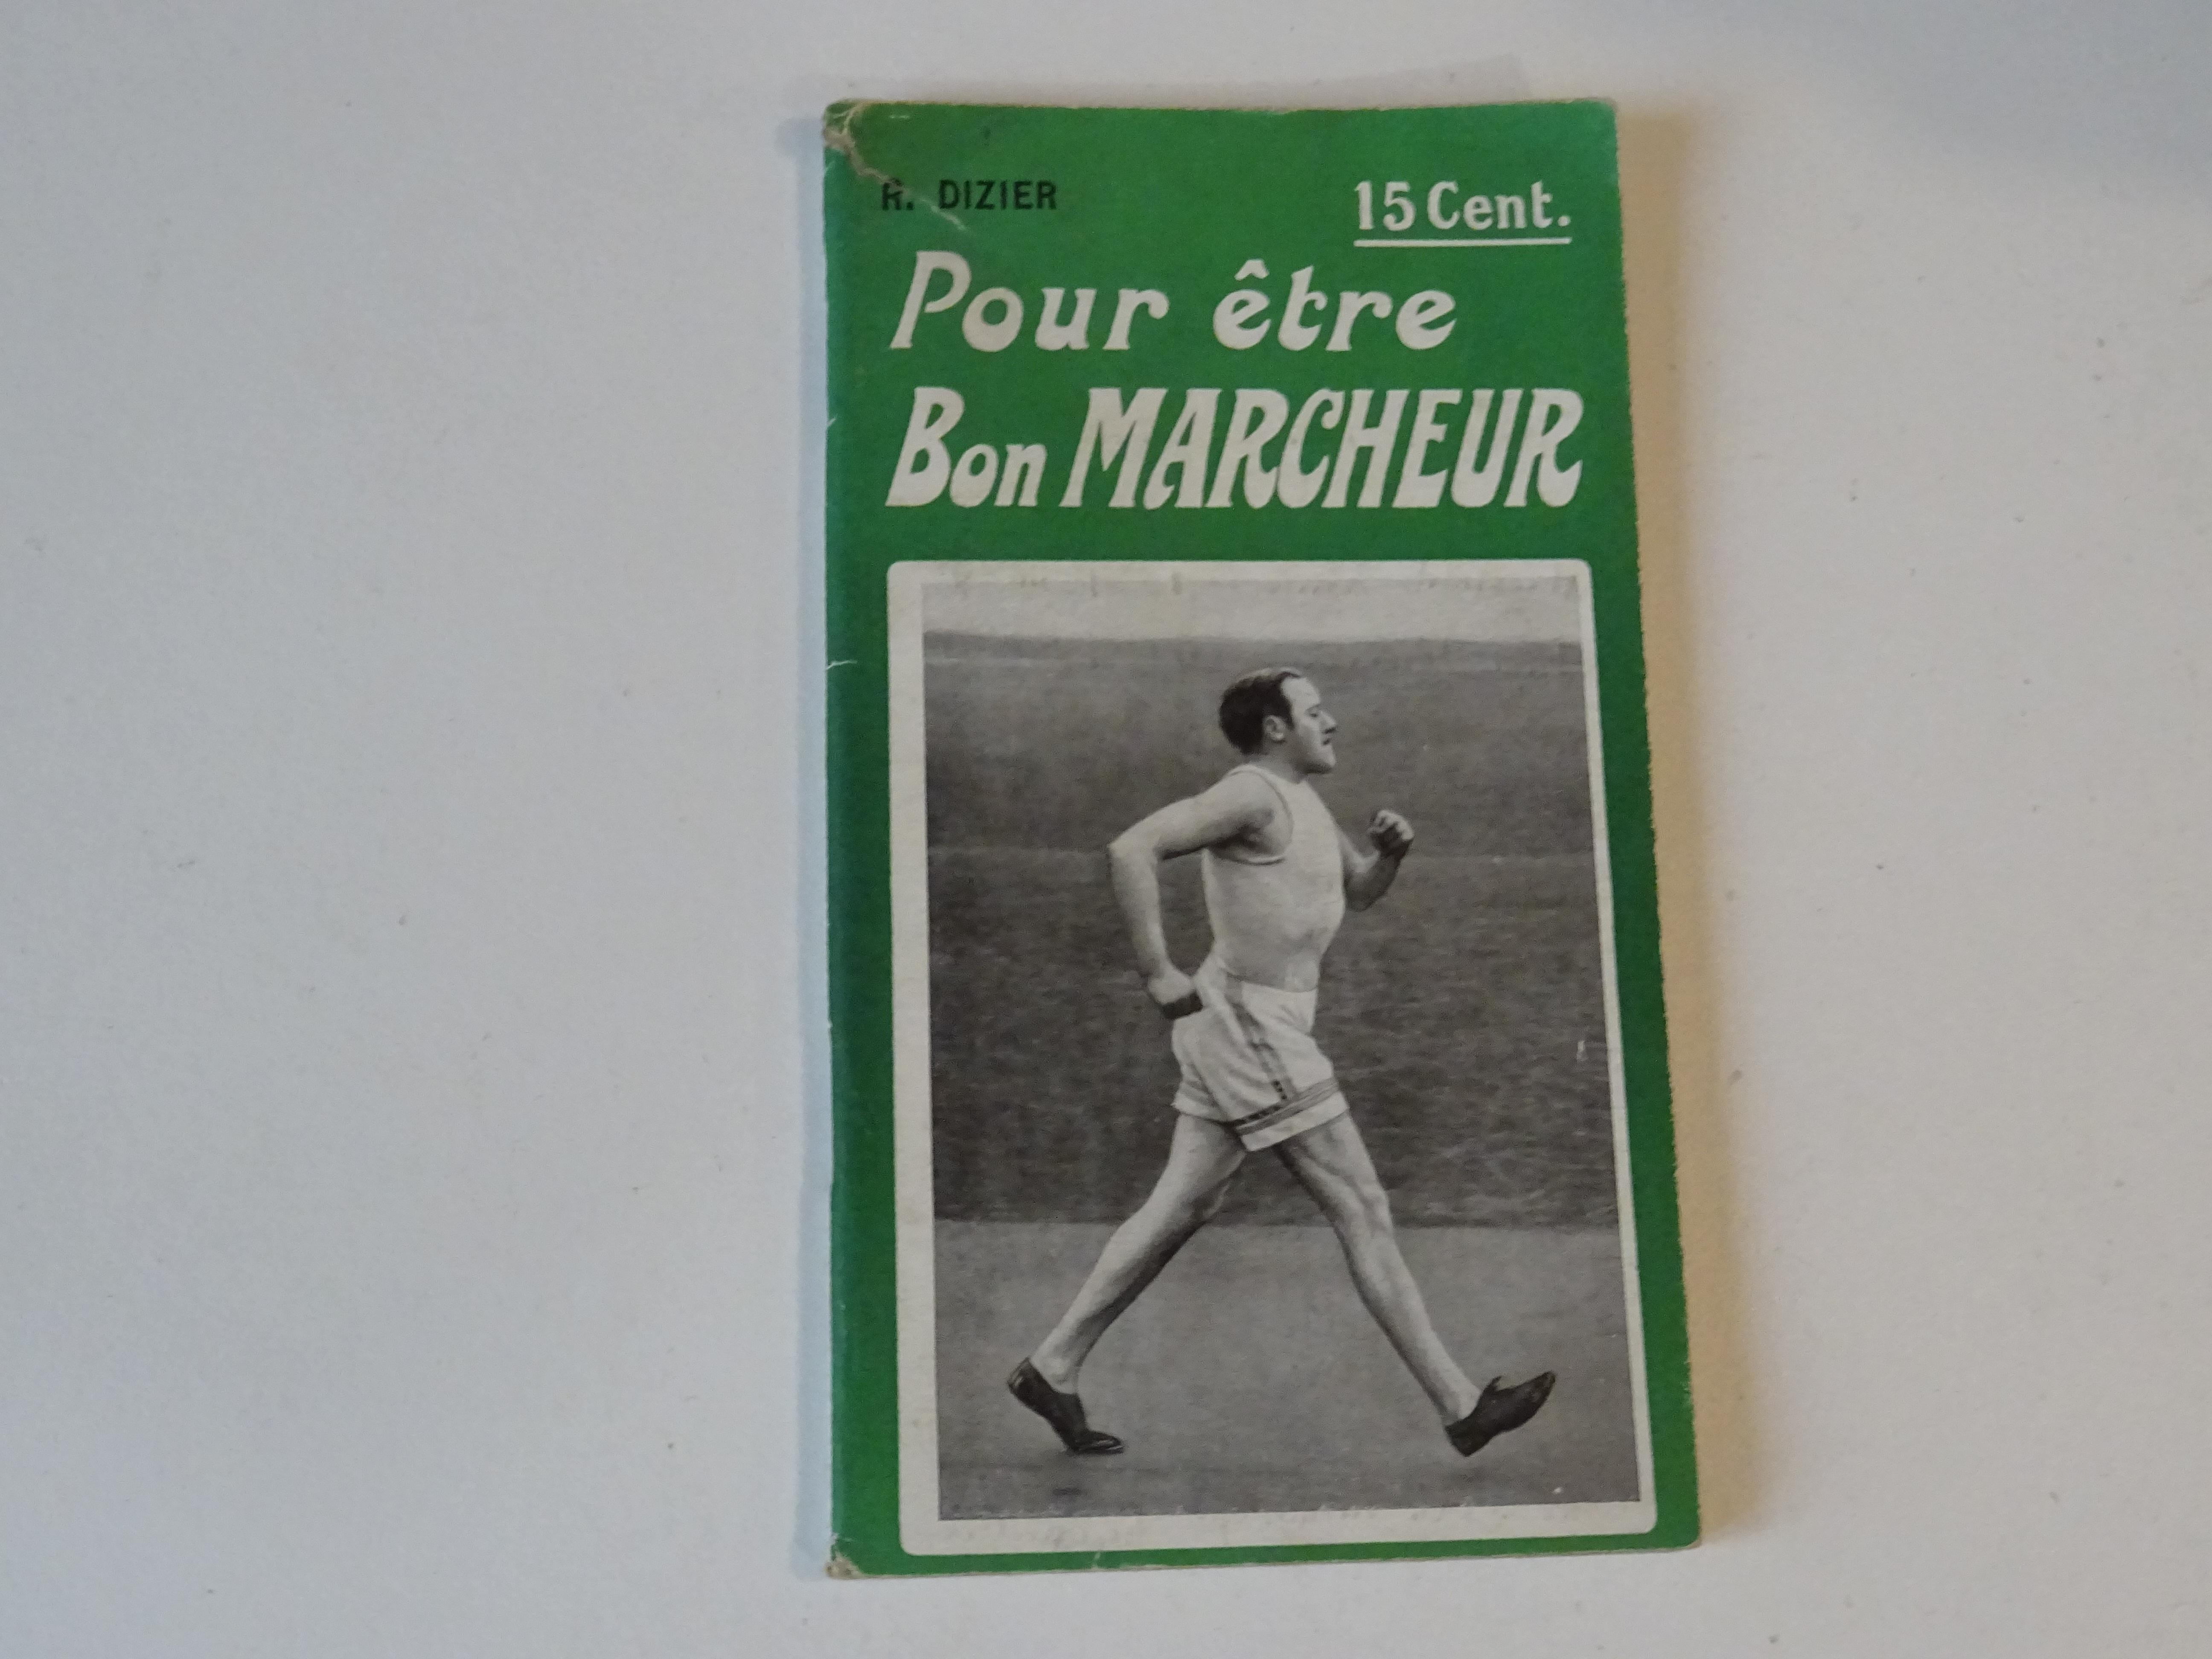 R. DIZIER
15 Cent.
Pour être
Bon MARCHEUR